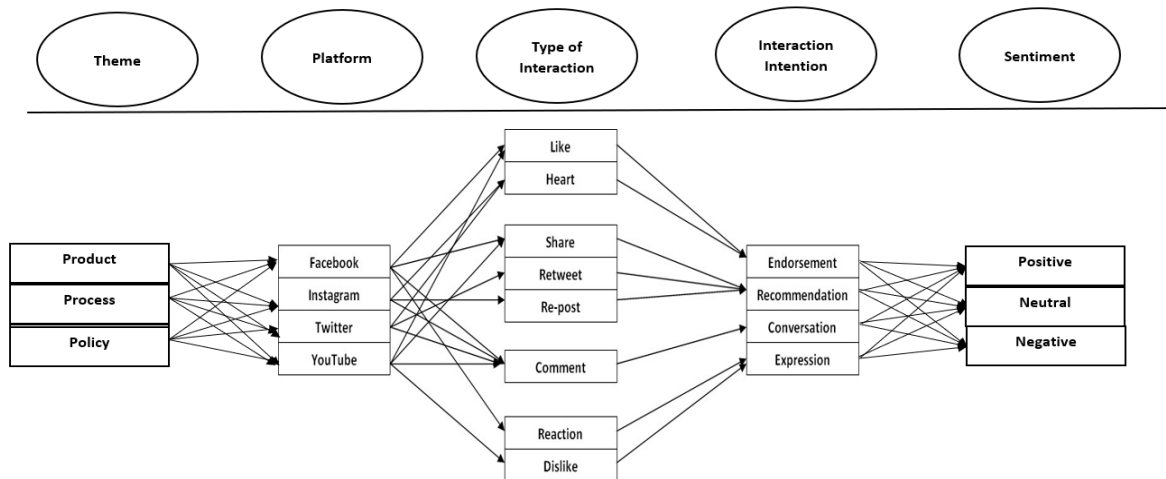 Theme
Platform
Type of
Interaction
Interaction
Intention
Sentiment
Product
Process
Policy
Facebook
Instagram
Twitter
YouTube
Like
Heart
Share
Retweet
Re-post
Comment
Reaction
Dislike
Endorsement
Recommendation
Conversation
Expression
Positive
Neutral
Negative